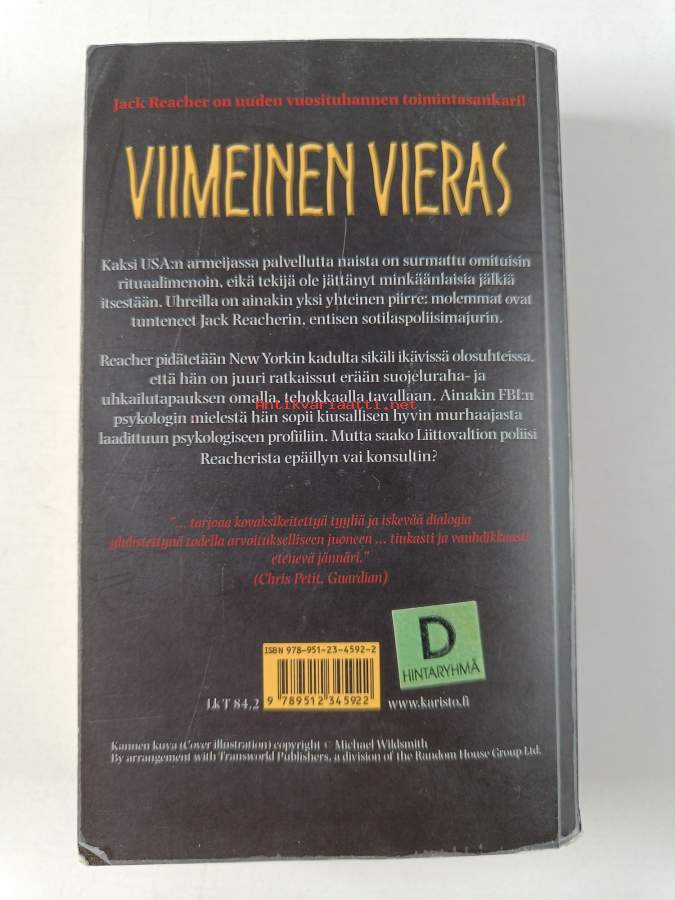 Jack Reacher on uuden vuosituhannen toimintasankari!
VIIMEINEN VIERAS
Kaksi USA:n armeijassa palvellutta naista on surmattu omituisin
rituaalimenoin, eikä tekijä ole jättänyt minkäänlaisia jälkiä
itsestään. Uhreilla on ainakin yksi yhteinen piirre: molemmat ovat
tunteneet Jack Reacherin, entisen sotilaspoliisimajurin.
Reacher pidätetään New Yorkin kadulta sikäli ikävissä olosuhteissa,
että hän on juuri ratkaissut erään suojeluraha- ja
uhkailutapauksen omalla, tehokkaalla tavallaan. Ainakin FBI:n
Antikvariaatti.net
psykologin mielestä hän sopii kiusallisen hyvin murhaajasta
laadittuun psykologiseen profiiliin. Mutta saako Liittovaltion poliisi
Reacherista epäillyn vai konsultin?
"... tarjoaa kovaksikeitettyä tyyliä ja iskevää dialogia
yhdistettynä todella arvoitukselliseen juoneen ... tiukasti ja vauhdikkaasti
etenevä jännäri."
(Chris Petit, Guardian)
ISBN 978-951-23-4592-2
D
HINTARYHMÄ
Lk T 84.2
9 789512 345922
www.karisto.fi
Kannen kuva (Cover illustration) copyright © Michael Wildsmith
By arrangement with Transworld Publishers, a division of the Random House Group Ltd.